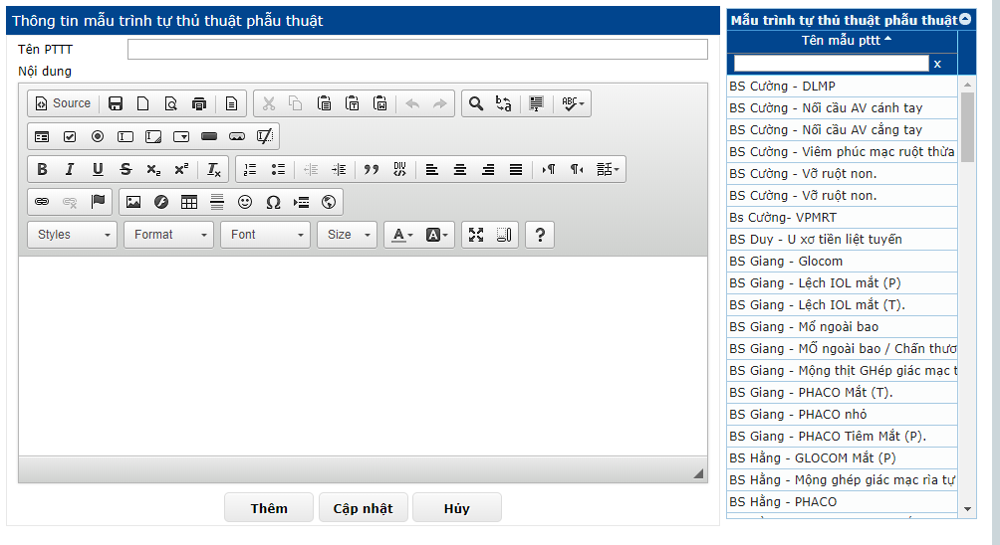 Thông tin mẫu trình tự thủ thuật phẫu thuật
Tên PTTT
Nội dung
Source
B I U S x₂ x² Tx
Styles Format Font Size A A ?
Thêm Cập nhật Hủy
Mẫu trình tự thủ thuật phẫu thuật
Tên mẫu pttt
x
BS Cường - DLMP
BS Cường - Nối cầu AV cánh tay
BS Cường - Nối cầu AV cẳng tay
BS Cường - Viêm phúc mạc ruột thừa
BS Cường - Vỡ ruột non.
BS Cường - Vỡ ruột non.
Bs Cường- VPMRT
BS Duy - U xơ tiền liệt tuyến
BS Giang - Glocom
BS Giang - Lệch IOL mắt (P)
BS Giang - Lệch IOL mắt (T).
BS Giang - Mổ ngoài bao
BS Giang - MỔ ngoài bao / Chấn thươ
BS Giang - Mộng thịt GHép giác mạc t
BS Giang - PHACO Mắt (T).
BS Giang - PHACO nhỏ
BS Giang - PHACO Tiêm Mắt (P).
BS Hằng - GLOCOM Mắt (P)
BS Hằng - Mộng ghép giác mạc rìa tự
BS Hằng - PHACO